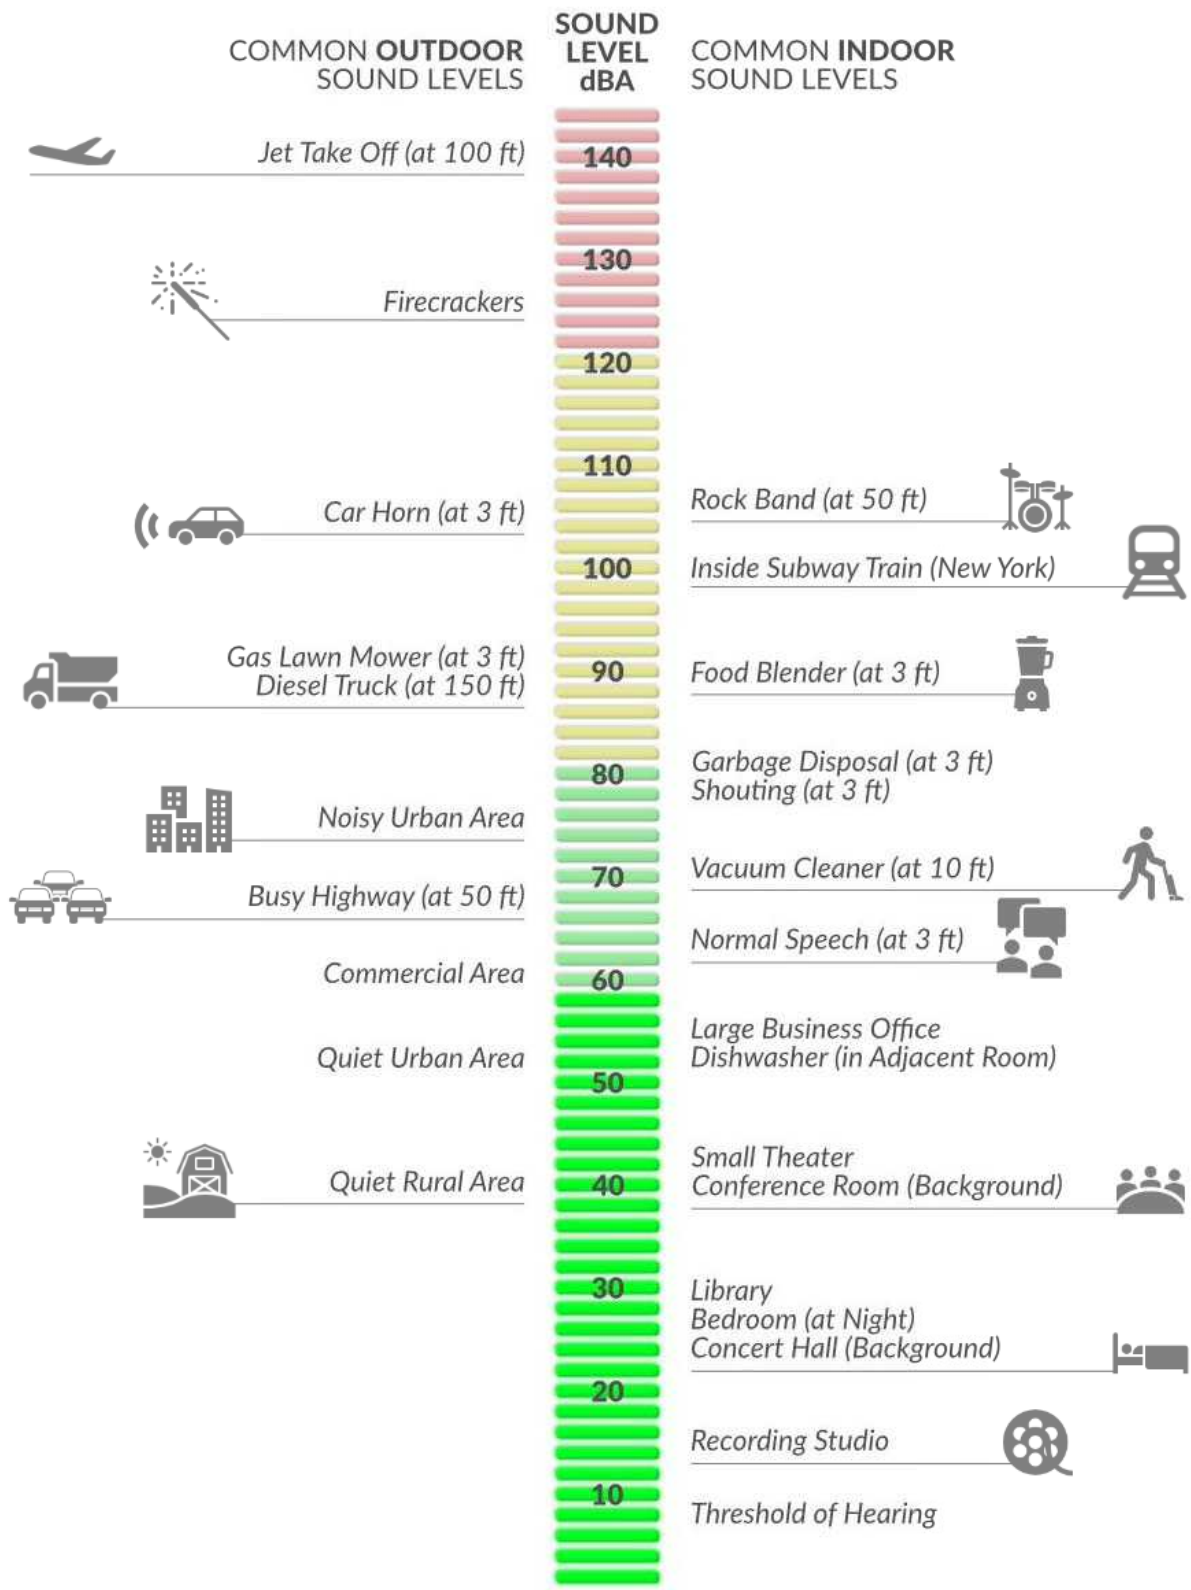 COMMON OUTDOOR
SOUND LEVELS
SOUND
LEVEL
dBA
COMMON INDOOR
SOUND LEVELS
Jet Take Off (at 100 ft)
140
130
Firecrackers
120
110
Rock Band (at 50 ft)
Car Horn (at 3 ft)
100
Inside Subway Train (New York)
Gas Lawn Mower (at 3 ft)
Diesel Truck (at 150 ft)
90
Food Blender (at 3 ft)
80
Garbage Disposal (at 3 ft)
Shouting (at 3 ft)
Noisy Urban Area
70
Vacuum Cleaner (at 10 ft)
Busy Highway (at 50 ft)
Normal Speech (at 3 ft)
Commercial Area
60
Large Business Office
Dishwasher (in Adjacent Room)
Quiet Urban Area
50
Small Theater
Conference Room (Background)
Quiet Rural Area
40
30
Library
Bedroom (at Night)
Concert Hall (Background)
20
Recording Studio
10
Threshold of Hearing